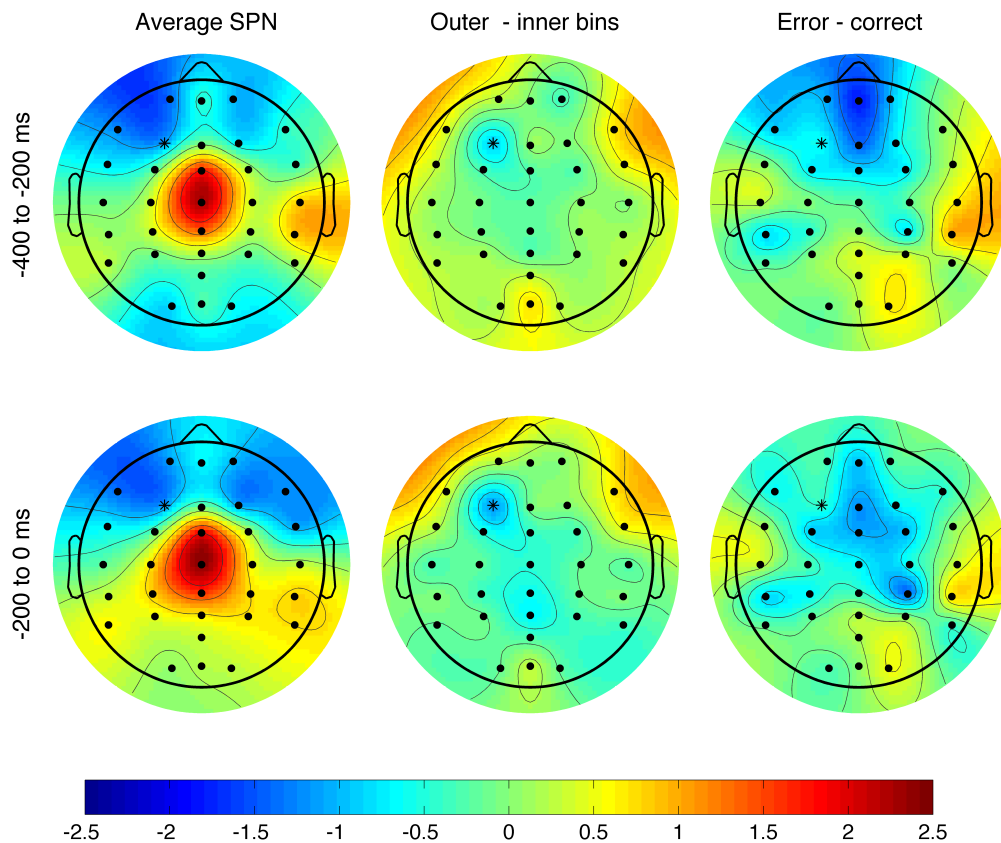 Average SPN
Outer - inner bins
Error - correct
-400 to -200 ms
-200 to 0 ms
-2.5 -2 -1.5 -1 -0.5 0 0.5 1 1.5 2 2.5